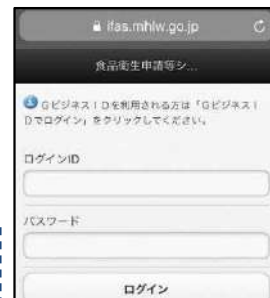 ifas.mhlw.go.jp
食品衛生申請等シ...
GビジネスIDを利用される方は「GビジネスI
Dでログイン」をクリックしてください。
ログインID
パスワード
ログイン